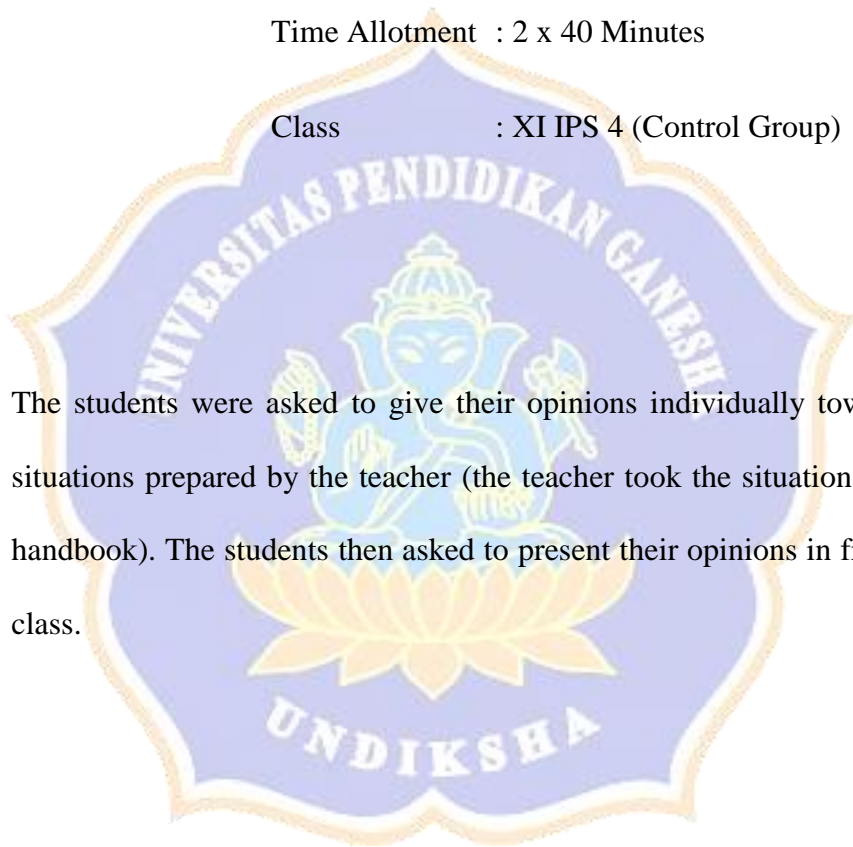 Time Allotment : 2 x 40 Minutes
Class : XI IPS 4 (Control Group)
UNIVERSITAS PENDIDIKAN GANESHA
The students were asked to give their opinions individually
situations prepared by the teacher (the teacher took the situation
handbook). The students then asked to present their opinions in
class.
UNDIKSHA